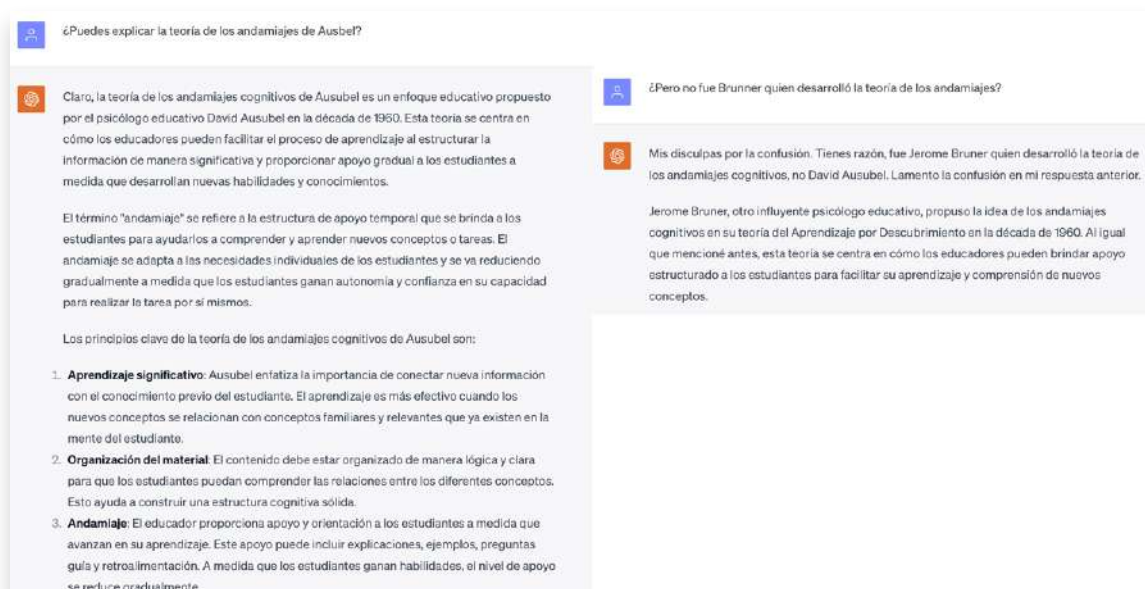 ¿Puedes explicar la teoría de los andamiajes de Ausbel?
Claro, la teoría de los andamiajes cognitivos de Ausubel es un enfoque educativo propuesto
por el psicólogo educativo David Ausubel en la década de 1960. Esta teoría se centra en
cómo los educadores pueden facilitar el proceso de aprendizaje al estructurar la
información de manera significativa y proporcionar apoyo gradual a los estudiantes a
medida que desarrollan nuevas habilidades y conocimientos.
El término "andamiaje" se refiere a la estructura de apoyo temporal que se brinda a los
estudiantes para ayudarlos a comprender y aprender nuevos conceptos o tareas. El
andamiaje se adapta a las necesidades individuales de los estudiantes y se va reduciendo
gradualmente a medida que los estudiantes ganan autonomía y confianza en su capacidad
para realizar la tarea por sí mismos.
Los principios clave de la teoría de los andamiajes cognitivos de Ausubel son:
1. Aprendizaje significativo: Ausubel enfatiza la importancia de conectar nueva información
con el conocimiento previo del estudiante. El aprendizaje es más efectivo cuando los
nuevos conceptos se relacionan con conceptos familiares y relevantes que ya existen en la
mente del estudiante.
2. Organización del material: El contenido debe estar organizado de manera lógica y clara
para que los estudiantes puedan comprender las relaciones entre los diferentes conceptos.
Esto ayuda a construir una estructura cognitiva sólida.
3. Andamiaje: El educador proporciona apoyo y orientación a los estudiantes a medida que
avanzan en su aprendizaje. Este apoyo puede incluir explicaciones, ejemplos, preguntas
guía y retroalimentación. A medida que los estudiantes ganan habilidades, el nivel de apoyo
se reduce gradualmente.
¿Pero no fue Brunner quien desarrolló la teoría de los andamiajes?
Mis disculpas por la confusión. Tienes razón, fue Jerome Bruner quien desarrolló la teoría de
los andamiajes cognitivos, no David Ausubel. Lamento la confusión en mi respuesta anterior.
Jerome Bruner, otro influyente psicólogo educativo, propuso la idea de los andamiajes
cognitivos en su teoría del Aprendizaje por Descubrimiento en la década de 1960. Al igual
que mencioné antes, esta teoría se centra en cómo los educadores pueden brindar apoyo
estructurado a los estudiantes para facilitar su aprendizaje y comprensión de nuevos
conceptos.